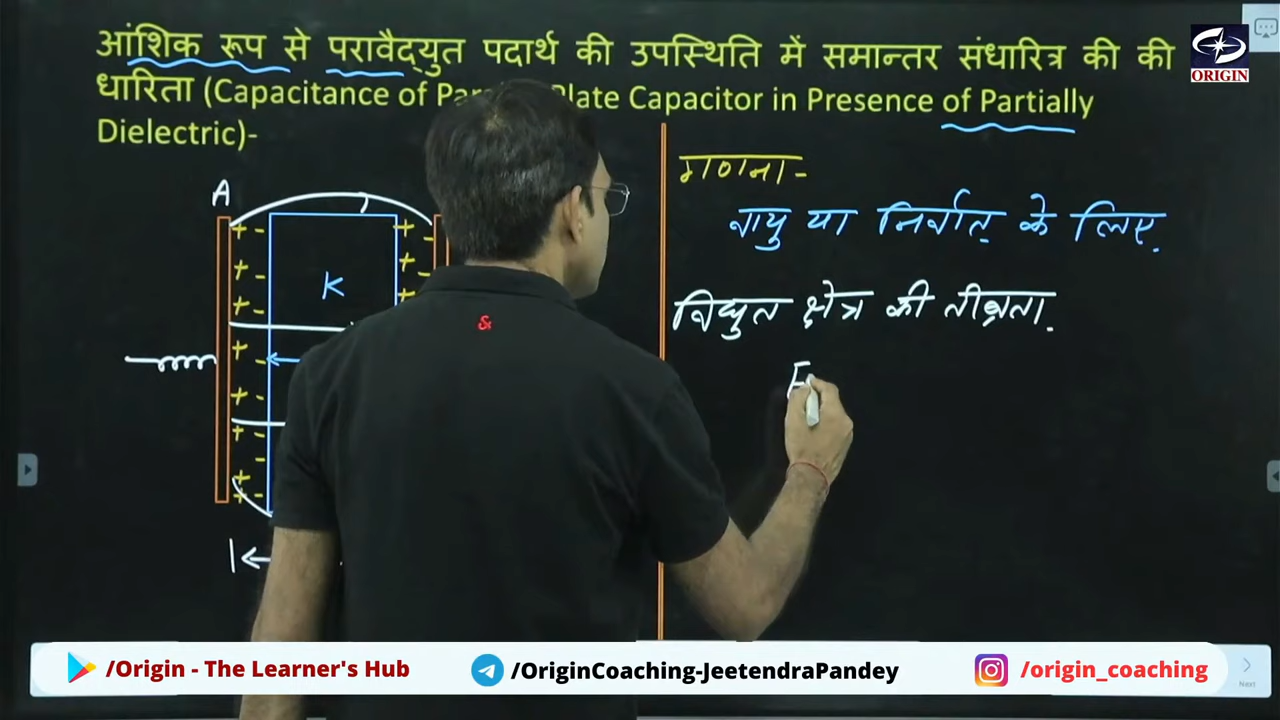 आंशिक रूप से परावैद्युत पदार्थ की उपस्थिति में समान्तर संधारित्र की की
ORIGIN
धारिता (Capacitance of Plate Capacitor in Presence of Partially
Dielectric)-
गणना-
A
वायु या निर्वात् के लिए.
K
विद्युत क्षेत्र की तीव्रता.
&
E
/Origin - The Learner's Hub
/OriginCoaching-JeetendraPandey
/origin_coaching
Next